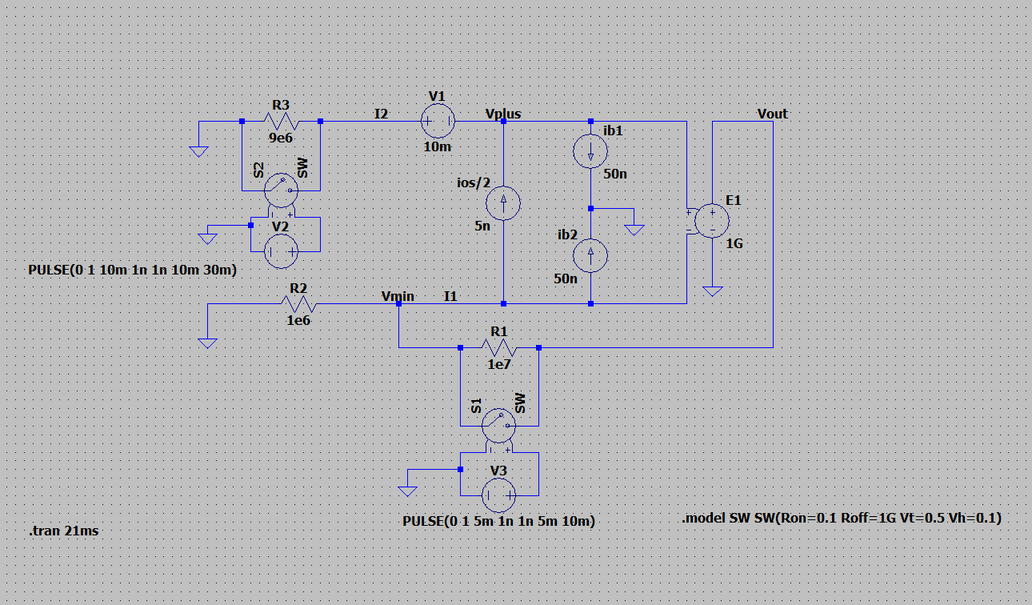 V1
R3
I2
Vplus
Vout
9e6
10m
ib1
S2
SW
50n
ios/2
+
-
+
-
E1
5n
V2
ib2
1G
PULSE(0 1 10m 1n 1n 10m 30m)
50n
R2
Vmin
I1
1e6
R1
1e7
S1
SW
V3
PULSE(0 1 5m 1n 1n 5m 10m)
.model SW SW(Ron=0.1 Roff=1G Vt=0.5 Vh=0.1)
.tran 21ms